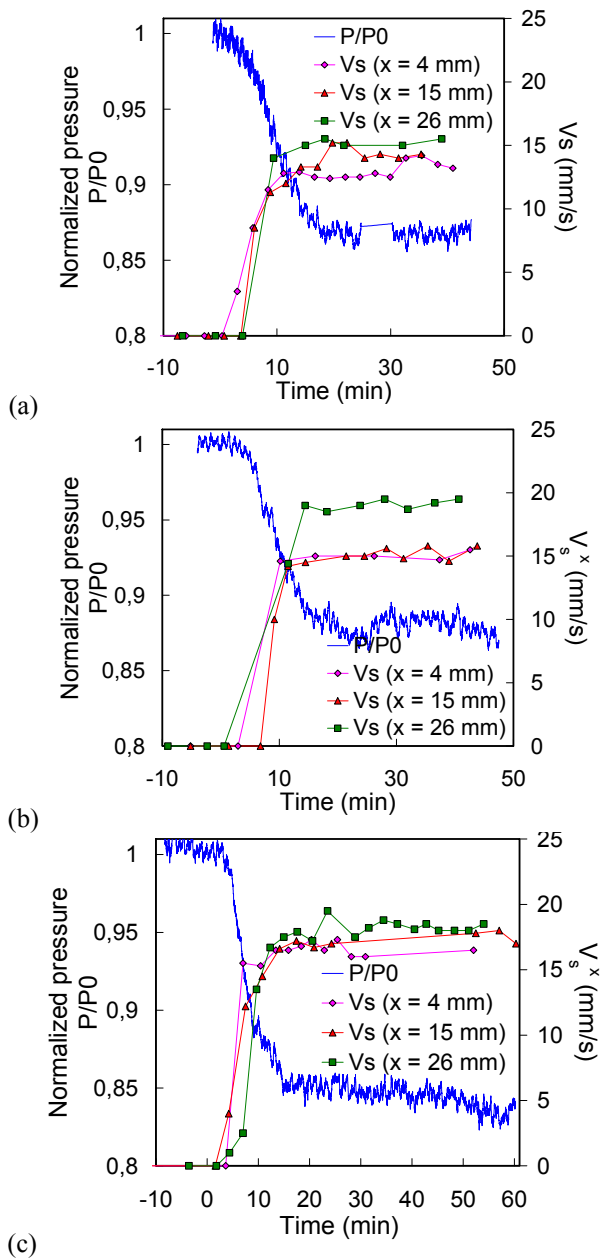 1
0,95
0,9
0,85
0,8
Normalized pressure
P/P0
25
20
15
10
5
0
Vs (mm/s)
P/P0
Vs (x = 4 mm)
Vs (x = 15 mm)
Vs (x = 26 mm)
-10 10 30 50
Time (min)
(a)
1
0,95
0,9
0,85
0,8
Normalized pressure
P/P0
25
20
15
10
5
0
Vsx (mm/s)
P/P0
Vs (x = 4 mm)
Vs (x = 15 mm)
Vs (x = 26 mm)
-10 10 30 50
Time (min)
(b)
1
0,95
0,9
0,85
0,8
Normalized pressure
P/P0
25
20
15
10
5
0
Vsx (mm/s)
P/P0
Vs (x = 4 mm)
Vs (x = 15 mm)
Vs (x = 26 mm)
-10 0 10 20 30 40 50 60
Time (min)
(c)